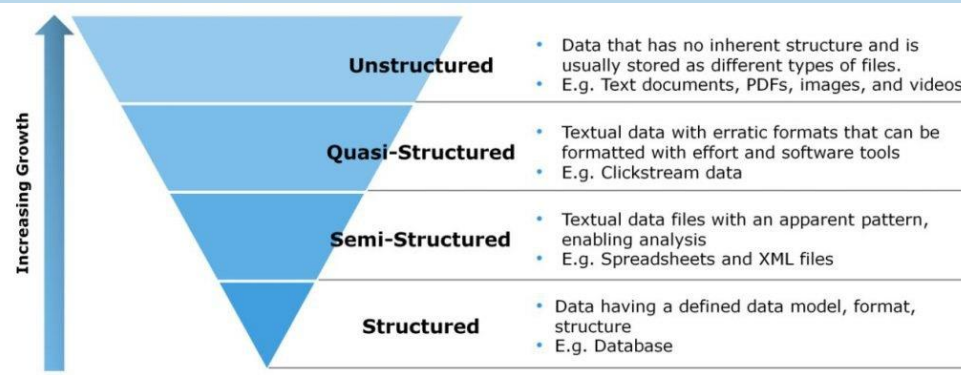 Increasing Growth
Unstructured
• Data that has no inherent structure and is
usually stored as different types of files.
• E.g. Text documents, PDFs, images, and videos
Quasi-Structured
• Textual data with erratic formats that can be
formatted with effort and software tools
• E.g. Clickstream data
Semi-Structured
• Textual data files with an apparent pattern,
enabling analysis
• E.g. Spreadsheets and XML files
Structured
• Data having a defined data model, format,
structure
• E.g. Database